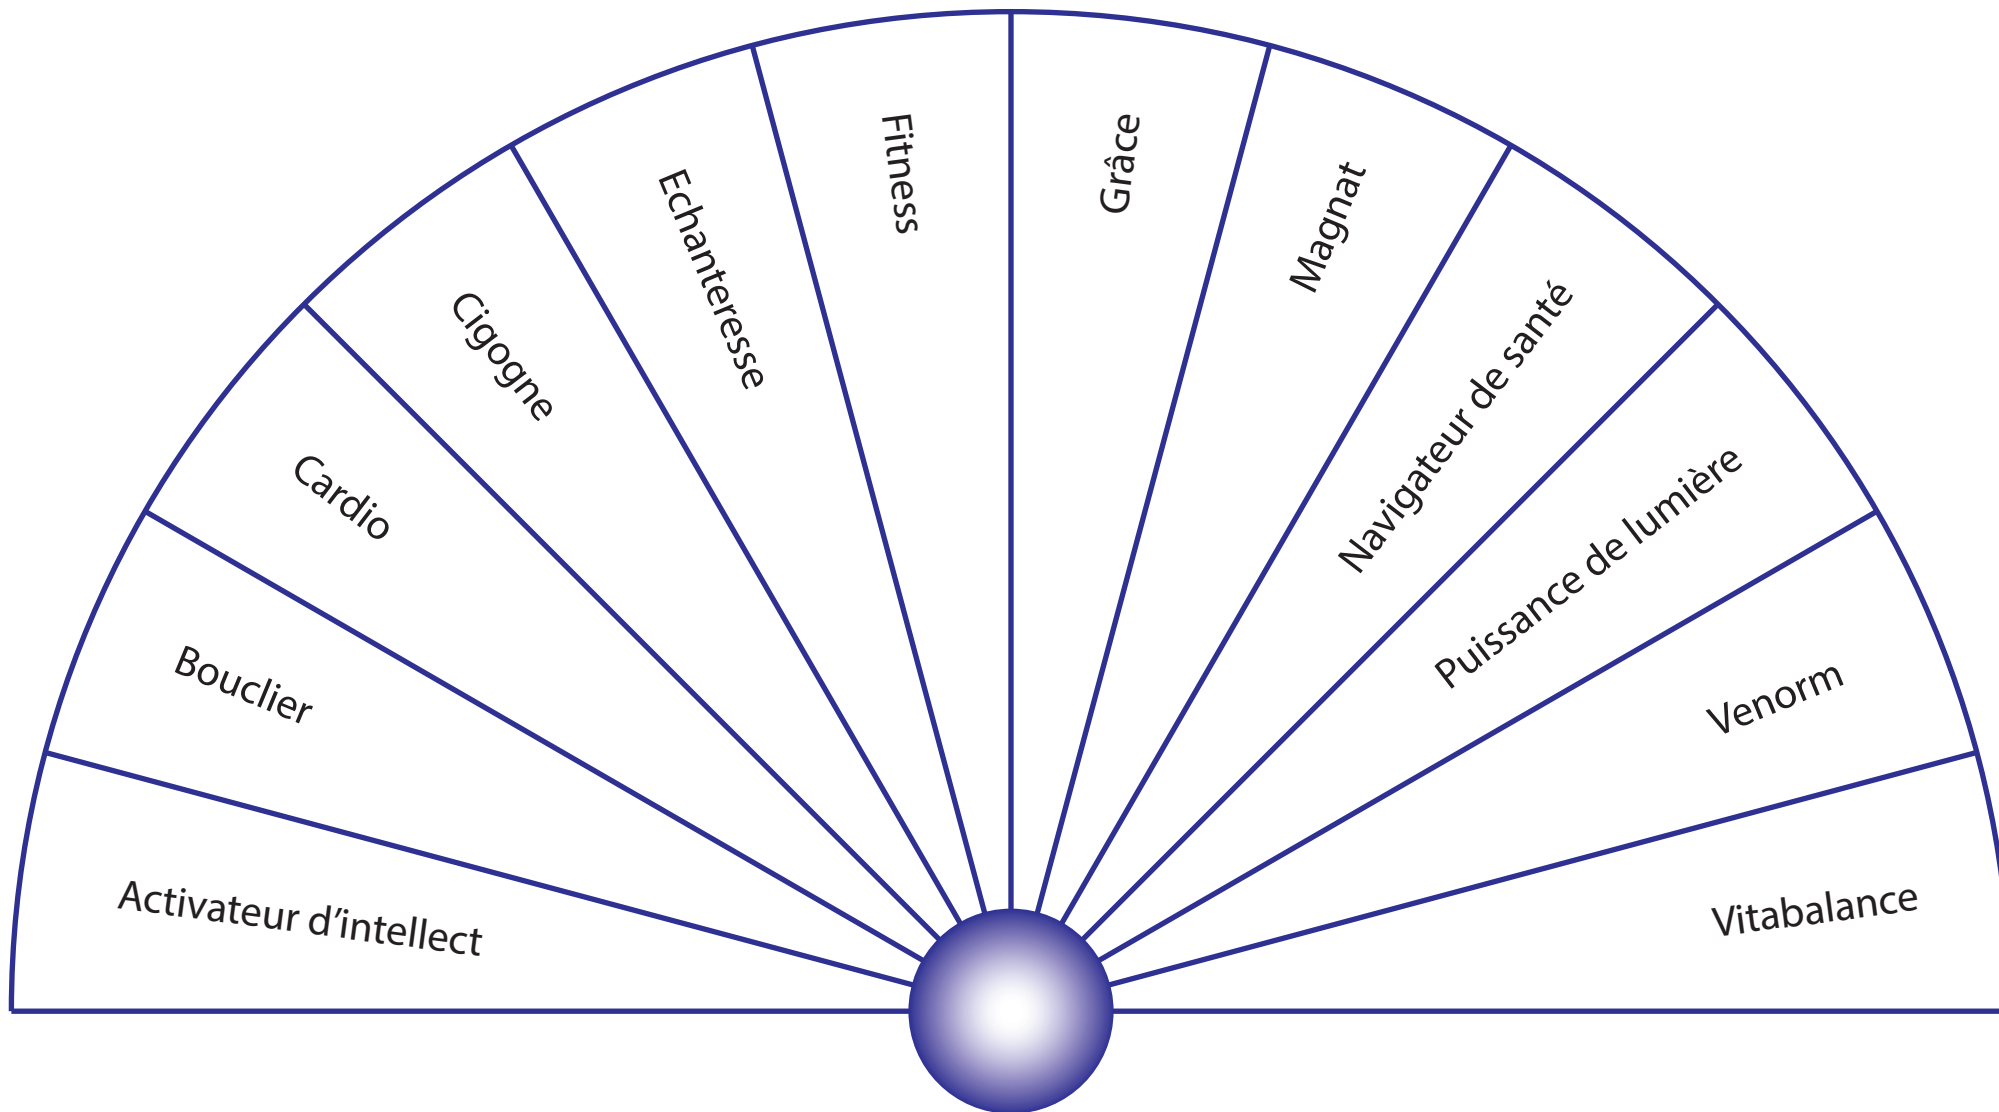 Activateur d’intellect
Bouclier
Cardio
Cigogne
Echanteresse
Fitness
Grâce
Magnat
Navigateur de santé
Puissance de lumière
Venorm
Vitabalance